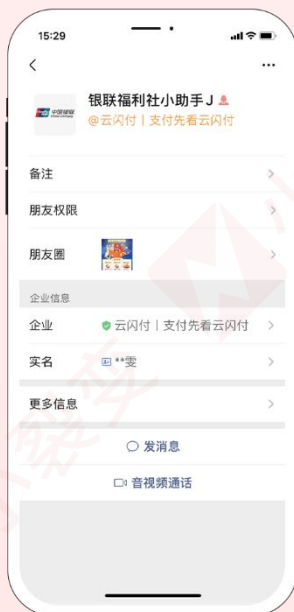 15:29
银联福利社小助手J
@云闪付丨支付先看云闪付
备注
朋友权限
朋友圈
企业信息
企业
云闪付丨支付先看云闪付
实名
**雯
更多信息
发消息
音视频通话
小裂变